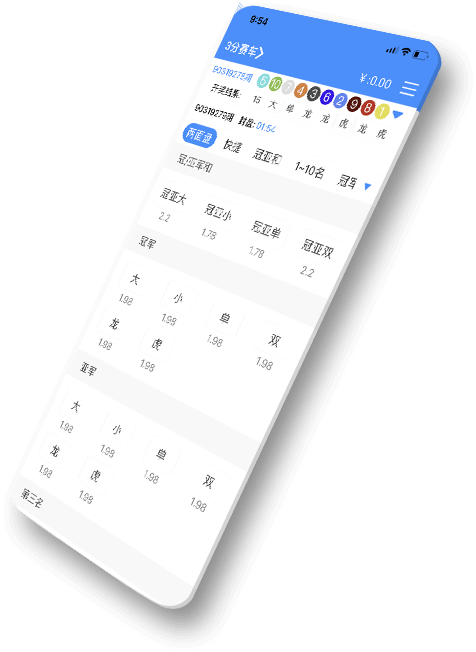 9:54
3分赛车
¥:0.00
90319275期 6 10 7 4 3 6 2 9 8 1
开奖结果: 15 大 单 龙 龙 虎 龙 虎
90319276期 封盘: 01:54
两面盘 快捷 冠亚和 1~10名 冠军
冠亚军和
冠亚大 冠亚小 冠亚单 冠亚双
2.2 1.78 1.78 2.2
冠军
大 小 单 双
1.98 1.98 1.98 1.98
龙 虎
1.98 1.98
亚军
大 小 单 双
1.98 1.98 1.98 1.98
龙 虎
1.98 1.98
第三名